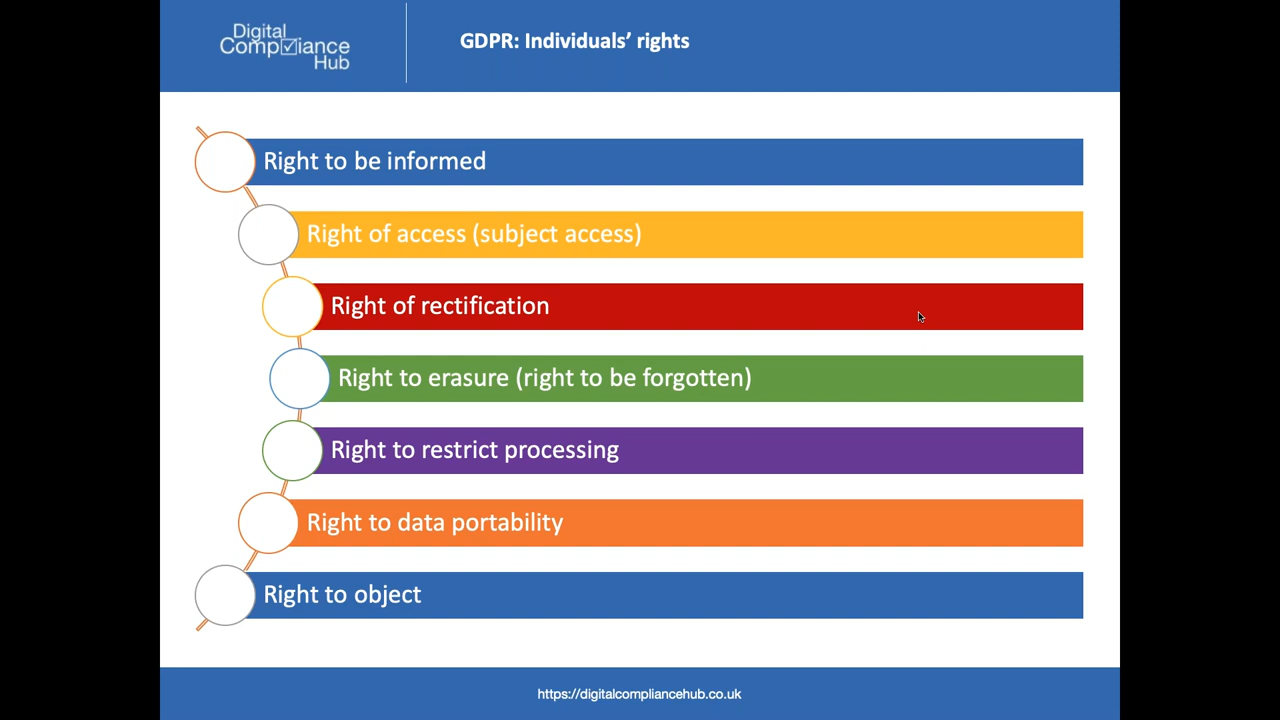 Digital
Compliance
Hub
GDPR: Individuals' rights
Right to be informed
Right of access (subject access)
Right of rectification
Right to erasure (right to be forgotten)
Right to restrict processing
Right to data portability
Right to object
https://digitalcompliancehub.co.uk